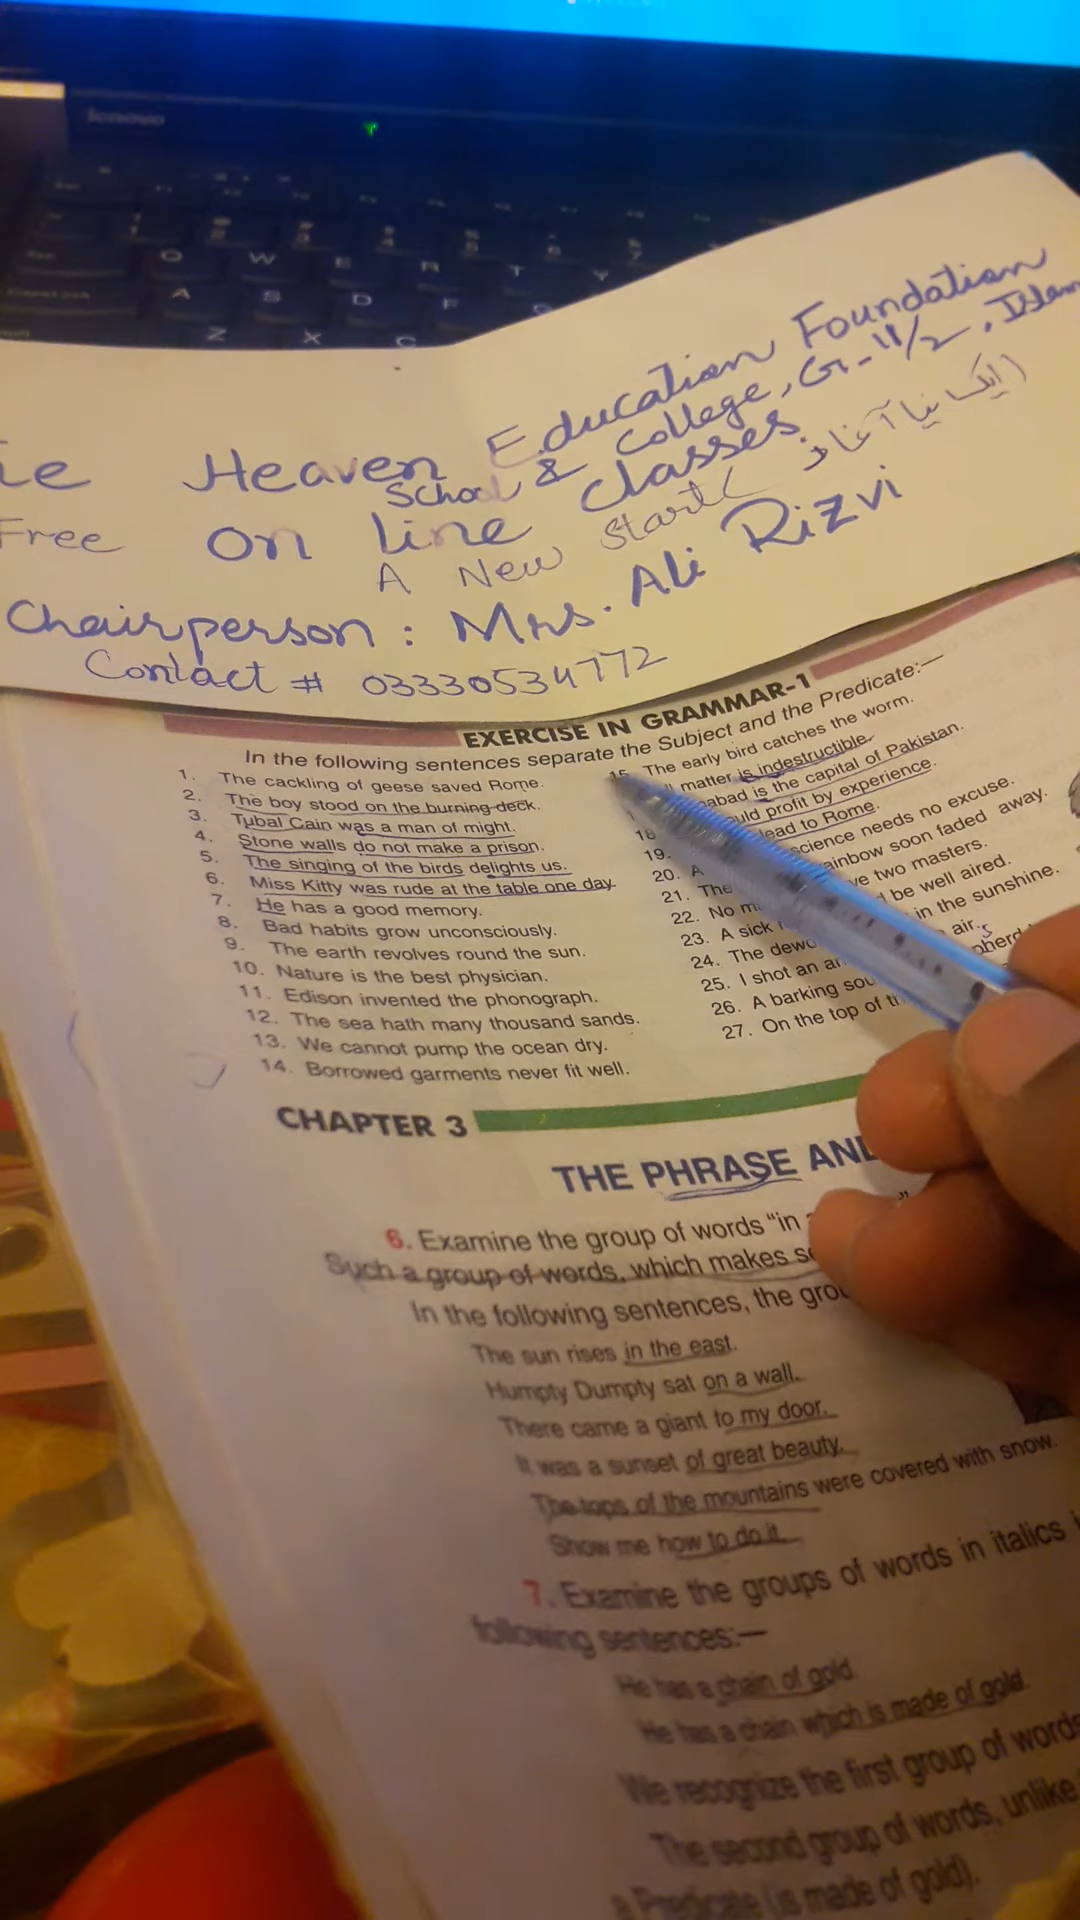 lenovo
Heaven Education Foundation
School & College, G-11/2, Islam
Free on line classes.
A New Start (ایک نیا آغاز)
Chairperson: Mrs. Ali Rizvi
Contact # 03330534772
EXERCISE IN GRAMMAR-1
In the following sentences separate the Subject and the Predicate:—
1. The cackling of geese saved Rome.
2. The boy stood on the burning deck.
3. Tubal Cain was a man of might.
4. Stone walls do not make a prison.
5. The singing of the birds delights us.
6. Miss Kitty was rude at the table one day
7. He has a good memory.
8. Bad habits grow unconsciously.
9. The earth revolves round the sun.
10. Nature is the best physician.
11. Edison invented the phonograph.
12. The sea hath many thousand sands.
13. We cannot pump the ocean dry.
14. Borrowed garments never fit well.
15. The early bird catches the worm.
matter is indestructible.
abad is the capital of Pakistan.
18 uld profit by experience.
19. lead to Rome.
20. A science needs no excuse.
21. The ainbow soon faded away.
22. No m ve two masters.
23. A sick be well aired.
24. The dewd in the sunshine.
25. I shot an ar air.
26. A barking sou pherd
27. On the top of th
CHAPTER 3
THE PHRASE AND
6. Examine the group of words "in
Such a group of words, which makes se
In the following sentences, the grou
The sun rises in the east.
Humpty Dumpty sat on a wall.
There came a giant to my door.
It was a sunset of great beauty.
The tops of the mountains were covered with snow.
Show me how to do it.
7. Examine the groups of words in italics i
following sentences:—
He has a chain of gold.
He has a chain which is made of gold.
We recognize the first group of words
The second group of words, unlike
a Predicate (is made of gold).